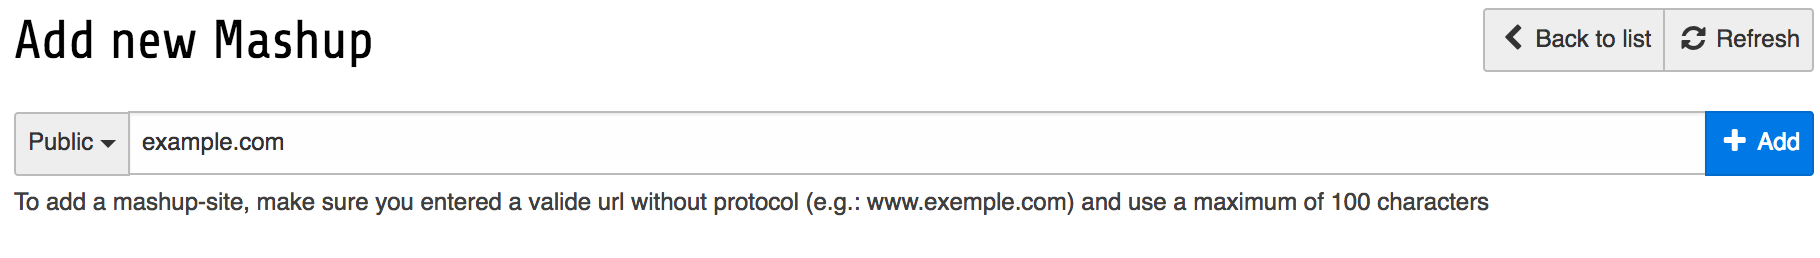 Add new Mashup
Back to list
Refresh
Public
example.com
Add
To add a mashup-site, make sure you entered a valide url without protocol (e.g.: www.exemple.com) and use a maximum of 100 characters